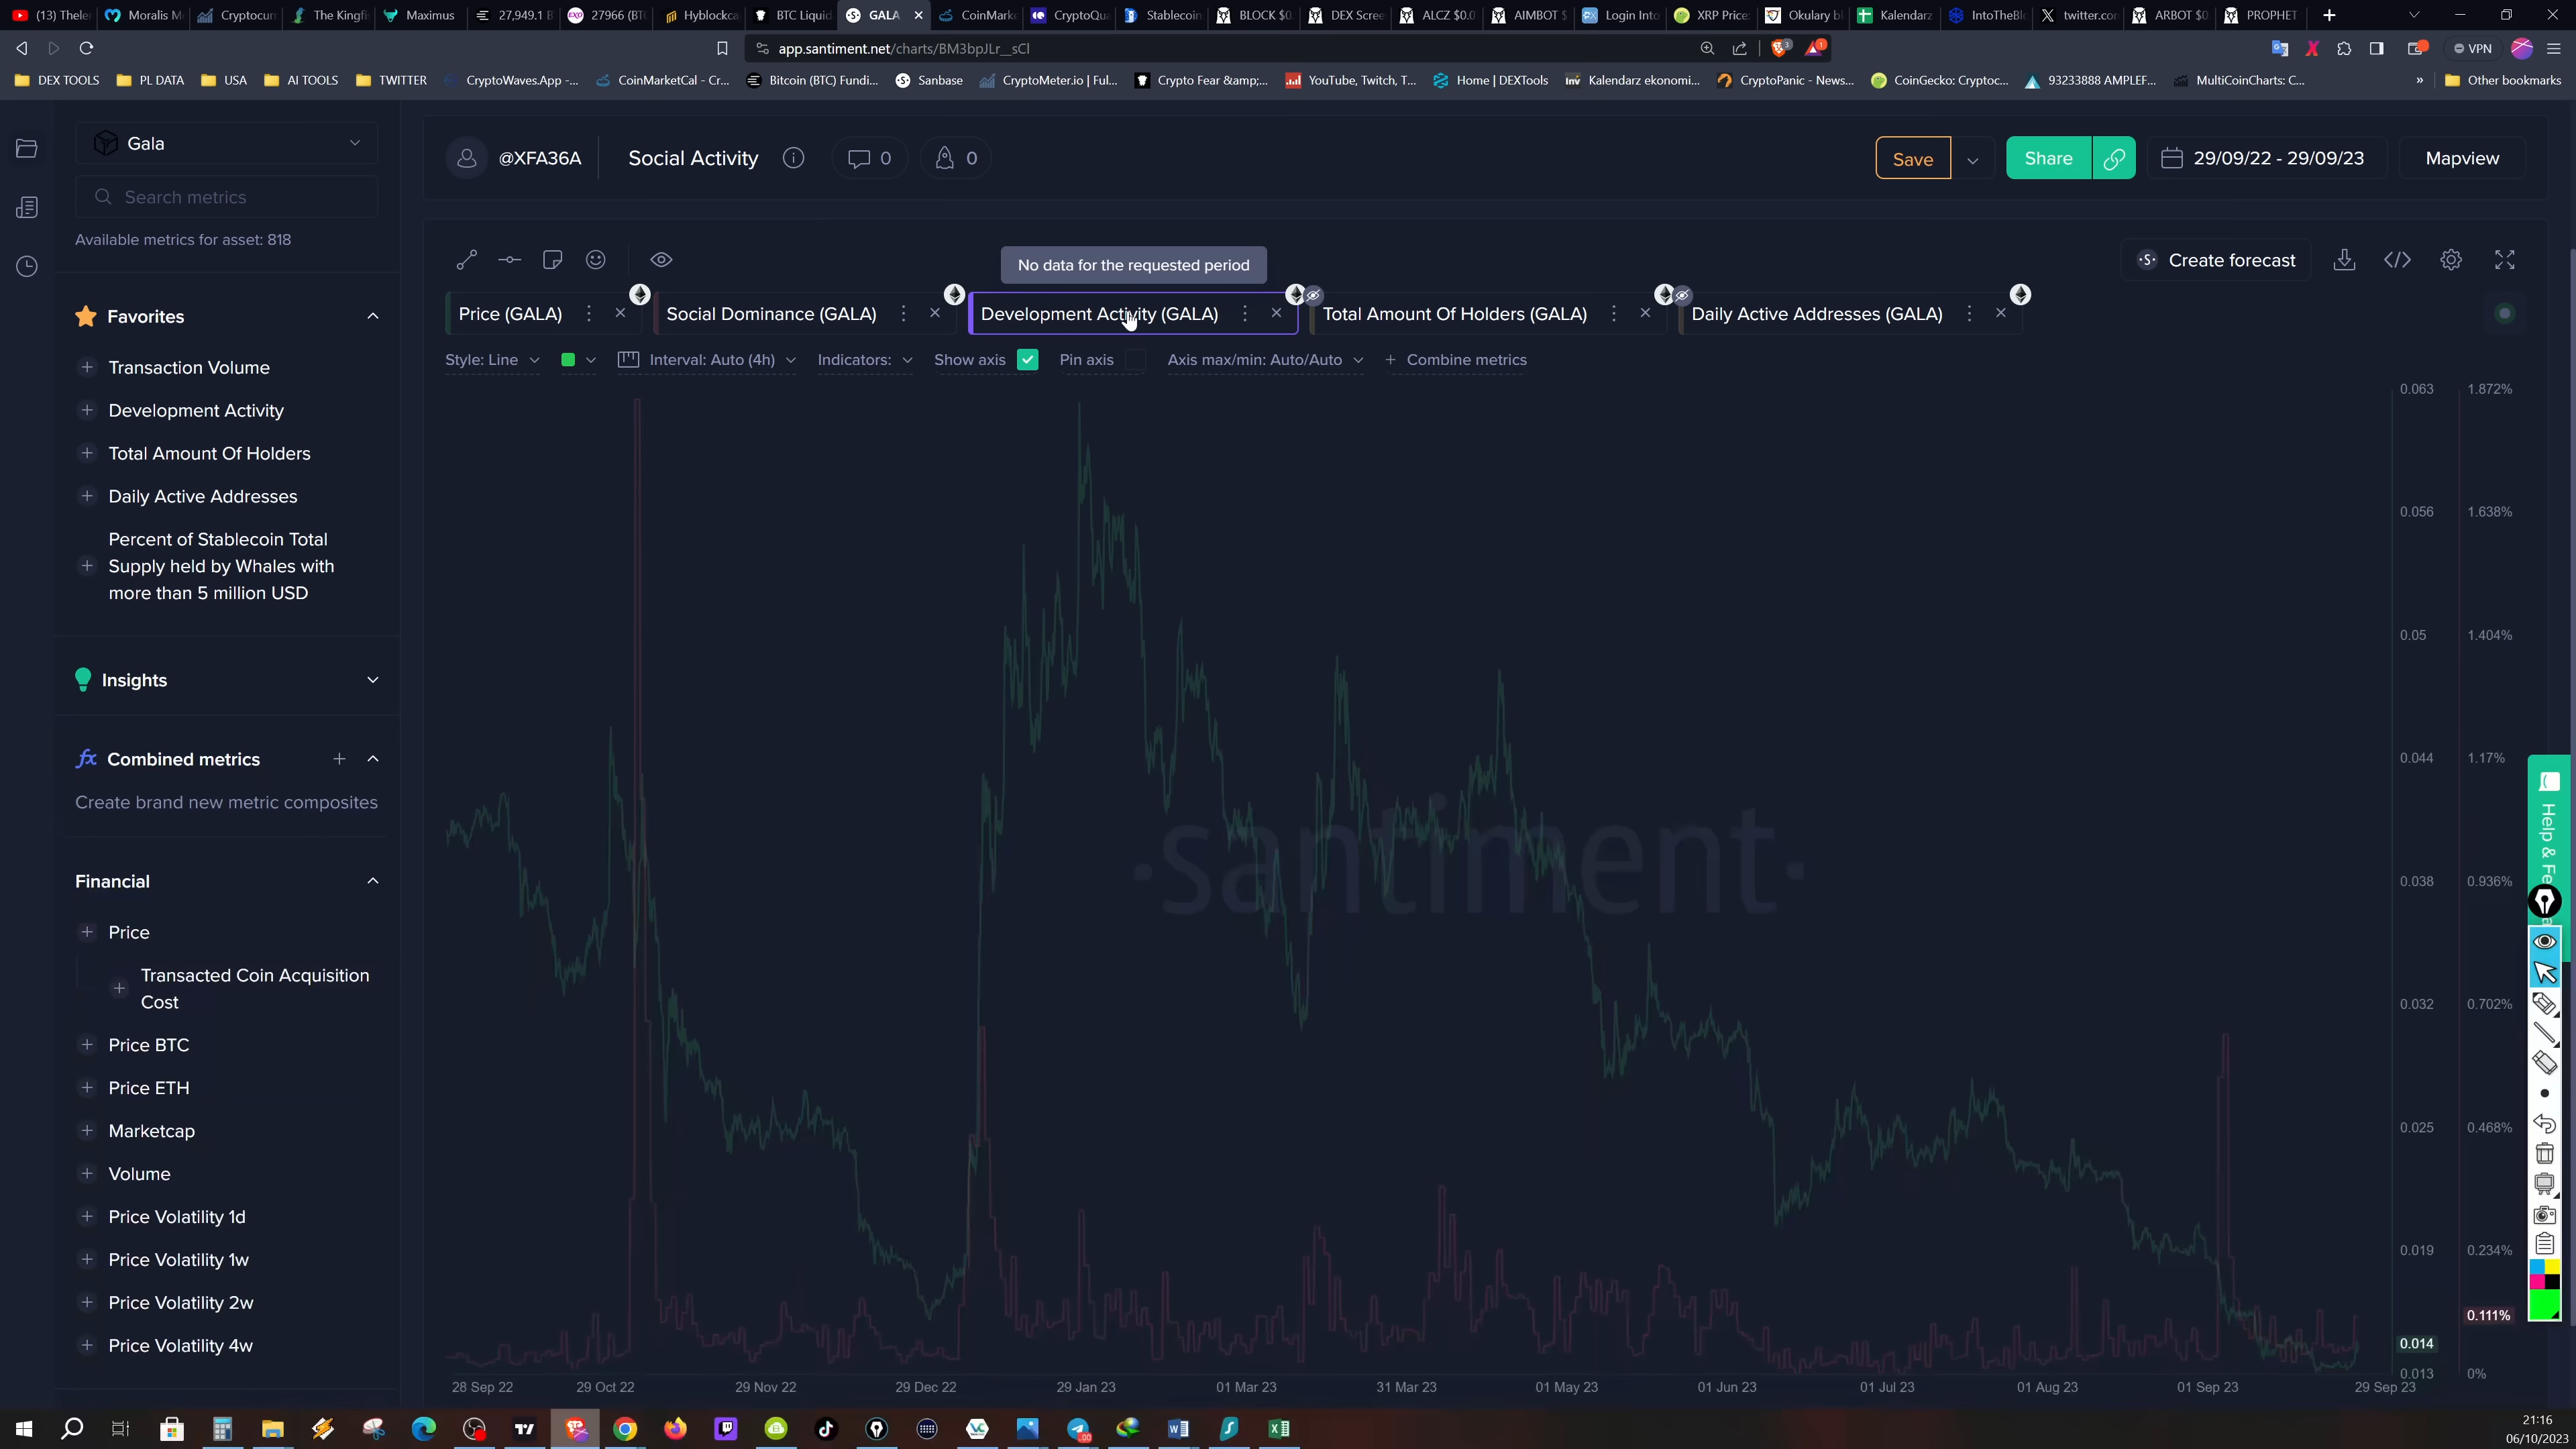 (13) Thele
Moralis M
Cryptocur
The Kingfi
Maximus
27,949.1 B
27966 (BT
Hyblockca
BTC Liquid
GALA
CoinMarke
CryptoQua
Stablecoin
BLOCK $0.
DEX Scree
ALCZ $0.0
AIMBOT $
Login Into
XRP Price:
Okulary bl
Kalendarz
IntoTheBl
twitter.co
ARBOT $0
PROPHET
app.santiment.net/charts/BM3bpJLr__sCl
VPN
DEX TOOLS
PL DATA
USA
AI TOOLS
TWITTER
CryptoWaves.App -...
CoinMarketCal - Cr...
Bitcoin (BTC) Fundi...
Sanbase
CryptoMeter.io | Ful...
Crypto Fear &amp;...
YouTube, Twitch, T...
Home | DEXTools
Kalendarz ekonomi...
CryptoPanic - News...
CoinGecko: Cryptoc...
93233888 AMPLEF...
MultiCoinCharts: C...
»
Other bookmarks
Gala
Search metrics
Available metrics for asset: 818
Favorites
Transaction Volume
Development Activity
Total Amount Of Holders
Daily Active Addresses
Percent of Stablecoin Total
Supply held by Whales with
more than 5 million USD
Insights
fx Combined metrics
Create brand new metric composites
Financial
Price
Transacted Coin Acquisition
Cost
Price BTC
Price ETH
Marketcap
Volume
Price Volatility 1d
Price Volatility 1w
Price Volatility 2w
Price Volatility 4w
@XFA36A
Social Activity
0
0
Save
Share
29/09/22 - 29/09/23
Mapview
No data for the requested period
Create forecast
Price (GALA)
Social Dominance (GALA)
Development Activity (GALA)
Total Amount Of Holders (GALA)
Daily Active Addresses (GALA)
Style: Line
Interval: Auto (4h)
Indicators:
Show axis
Pin axis
Axis max/min: Auto/Auto
+ Combine metrics
0.063 1.872%
0.056 1.638%
0.05 1.404%
0.044 1.17%
0.038 0.936%
0.032 0.702%
0.025 0.468%
0.019 0.234%
0.111%
0.014
0.013 0%
·santiment·
Help & Fe
28 Sep 22
29 Oct 22
29 Nov 22
29 Dec 22
29 Jan 23
01 Mar 23
31 Mar 23
01 May 23
01 Jun 23
01 Jul 23
01 Aug 23
01 Sep 23
29 Sep 23
21:16
06/10/2023